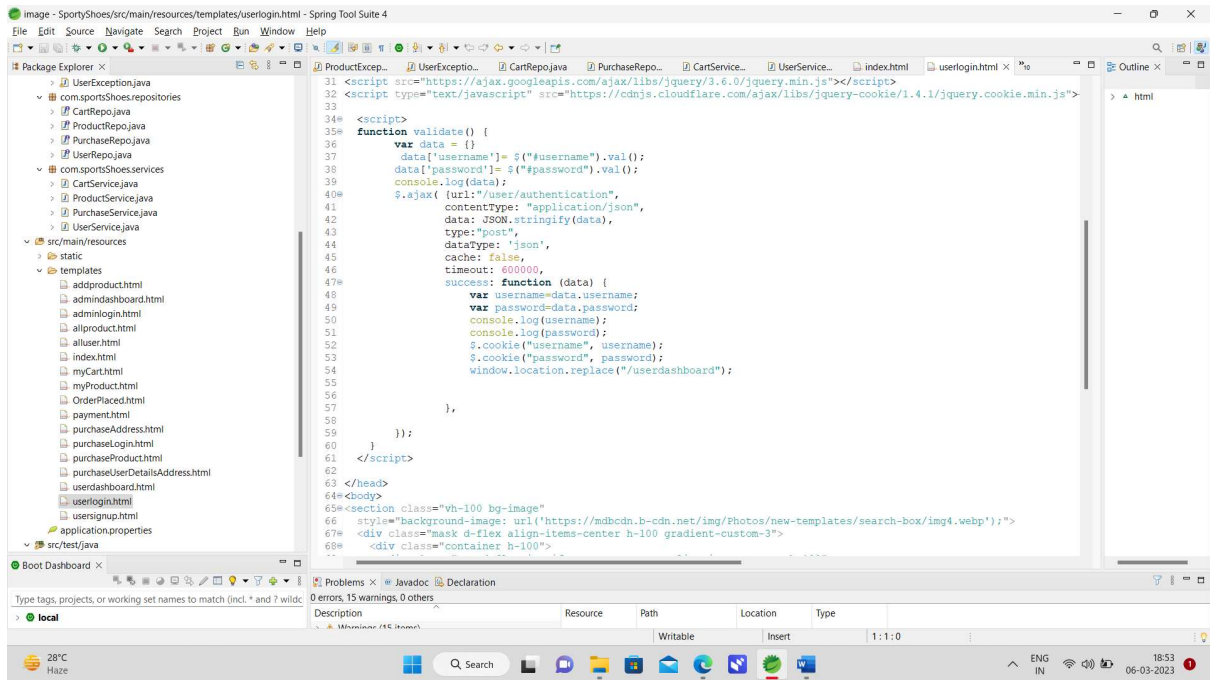 image - SportyShoes/src/main/resources/templates/userlogin.html - Spring Tool Suite 4
File Edit Source Navigate Search Project Run Window Help
Package Explorer
UserException.java
com.sportsShoes.repositories
CartRepo.java
ProductRepo.java
PurchaseRepo.java
UserRepo.java
com.sportsShoes.services
CartService.java
ProductService.java
PurchaseService.java
UserService.java
src/main/resources
static
templates
addproduct.html
admindashboard.html
adminlogin.html
allproduct.html
alluser.html
index.html
myCart.html
myProduct.html
OrderPlaced.html
payment.html
purchaseAddress.html
purchaseLogin.html
purchaseProduct.html
purchaseUserDetailsAddress.html
userdashboard.html
userlogin.html
usersignup.html
application.properties
src/test/java
Boot Dashboard
Type tags, projects, or working set names to match (incl. * and ? wildc
local
ProductExcep... UserExceptio... CartRepo.java PurchaseRepo... CartService... UserService... index.html userlogin.html 10
31 <script src="https://ajax.googleapis.com/ajax/libs/jquery/3.6.0/jquery.min.js"></script>
32 <script type="text/javascript" src="https://cdnjs.cloudflare.com/ajax/libs/jquery-cookie/1.4.1/jquery.cookie.min.js">
33
34 <script>
35 function validate() {
36 var data = {}
37 data['username']= $("#username").val();
38 data['password']= $("#password").val();
39 console.log(data);
40 $.ajax( {url:"/user/authentication",
41 contentType: "application/json",
42 data: JSON.stringify(data),
43 type:"post",
44 dataType: 'json',
45 cache: false,
46 timeout: 600000,
47 success: function (data) {
48 var username=data.username;
49 var password=data.password;
50 console.log(username);
51 console.log(password);
52 $.cookie("username", username);
53 $.cookie("password", password);
54 window.location.replace("/userdashboard");
55
56
57 },
58
59 });
60 }
61 </script>
62
63 </head>
64 <body>
65 <section class="vh-100 bg-image"
66 style="background-image: url('https://mdbcdn.b-cdn.net/img/Photos/new-templates/search-box/img4.webp');">
67 <div class="mask d-flex align-items-center h-100 gradient-custom-3">
68 <div class="container h-100">
Outline
html
Problems Javadoc Declaration
0 errors, 15 warnings, 0 others
Description Resource Path Location Type
Warnings (15 items)
Writable Insert 1 : 1 : 0
28°C
Haze
Search
ENG
IN
18:53
06-03-2023
1